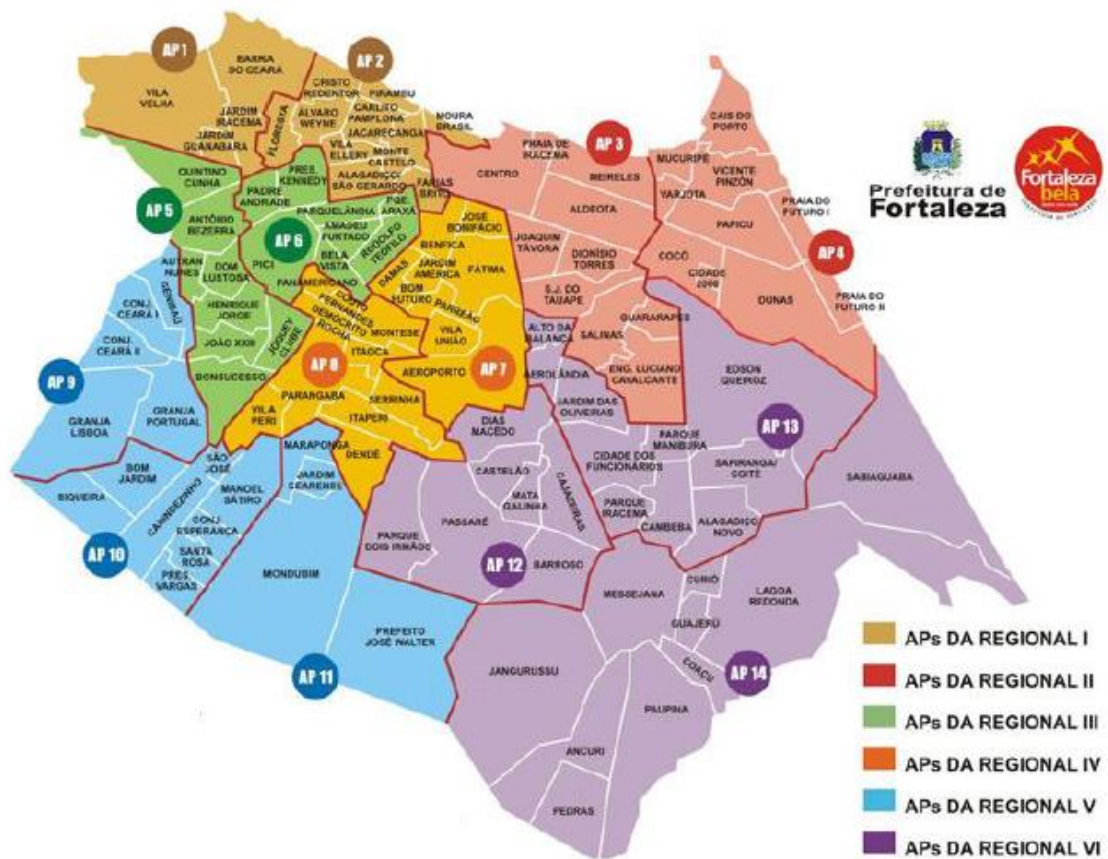 AP 1
BARRA
DO CEARÁ
AP 2
VILA
VELHA
CRISTO
REDENTOR
PIRAMBU
JARDIM
IRACEMA
FLORESTA
ALVARO
WEYNE
CARLITO
PAMPLONA
JACARECANGA
MOURA
BRASIL
JARDIM
GUANABARA
VILA
ELLERY
MONTE
CASTELO
ALAGADIÇO/
SÃO GERARDO
FARIAS
BRITO
CENTRO
PRAIA DE
IRACEMA
AP 3
MEIRELES
ALDEOTA
JOAQUIM
TÁVORA
DIONÍSIO
TORRES
S.J. DO
TAUAPE
GUARARAPES
SALINAS
ENG. LUCIANO
CAVALCANTE
CAIS DO
PORTO
MUCURIPE
VICENTE
PINZÓN
VARJOTA
PAPICU
PRAIA DO
FUTURO I
AP 4
COCÓ
CIDADE
2000
DUNAS
PRAIA DO
FUTURO II
Prefeitura de
Fortaleza
Fortaleza
bela
QUINTINO
CUNHA
PADRE
ANDRADE
PRES.
KENNEDY
AP 5
AP 6
PARQUELÂNDIA
PQE.
ARAXÁ
AMADEU
FURTADO
RODOLFO
TEÓFILO
ANTÔNIO
BEZERRA
PICI
BELA
VISTA
AUTRAN
NUNES
DOM
LUSTOSA
HENRIQUE
JORGE
JOÃO XXIII
JOQUEY
CLUBE
BONSUCESSO
JOSÉ
BONIFÁCIO
BENFICA
JARDIM
AMÉRICA
FÁTIMA
DAMAS
BOM
FUTURO
PARREÃO
VILA
UNIÃO
AEROPORTO
AP 7
PANAMERICANO
COUTO
FERNANDES
DEMOCRITO
ROCHA
MONTESE
ITAOCA
AP 8
PARANGABA
SERRINHA
VILA
PERI
ITAPERI
DENDÊ
CONJ.
CEARÁ I
GENIBAÚ
CONJ.
CEARÁ II
AP 9
GRANJA
LISBOA
GRANJA
PORTUGAL
BOM
JARDIM
SIQUEIRA
SÃO
JOSÉ
CANINDEZINHO
MANOEL
SÁTIRO
CONJ.
ESPERANÇA
SANTA
ROSA
PRES.
VARGAS
AP 10
MARAPONGA
JARDIM
CEARENSE
MONDUBIM
PREFEITO
JOSÉ WALTER
AP 11
ALTO DA
BALANÇA
AEROLÂNDIA
JARDIM DAS
OLIVEIRAS
EDSON
QUEIROZ
AP 13
PARQUE
MANIBURA
CIDADE DOS
FUNCIONÁRIOS
SAPIRANGA/
COITÉ
SABIAGUABA
PARQUE
IRACEMA
CAMBEBA
ALAGADIÇO
NOVO
DIAS
MACEDO
CASTELÃO
MATA
GALINHA
CAJAZEIRAS
PASSARÉ
PARQUE
DOIS IRMÃOS
AP 12
BARROSO
MESSEJANA
CURIÓ
LAGOA
REDONDA
GUAJERÚ
COAÇU
AP 14
JANGURUSSU
PAUPINA
ANCURI
PEDRAS
APs DA REGIONAL I
APs DA REGIONAL II
APs DA REGIONAL III
APs DA REGIONAL IV
APs DA REGIONAL V
APs DA REGIONAL VI